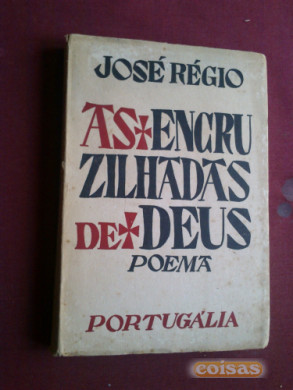 JOSÉ RÉGIO
AS ENCRU
ZILHADAS
DE DEUS
POEMA
PORTUGÁLIA
coisas